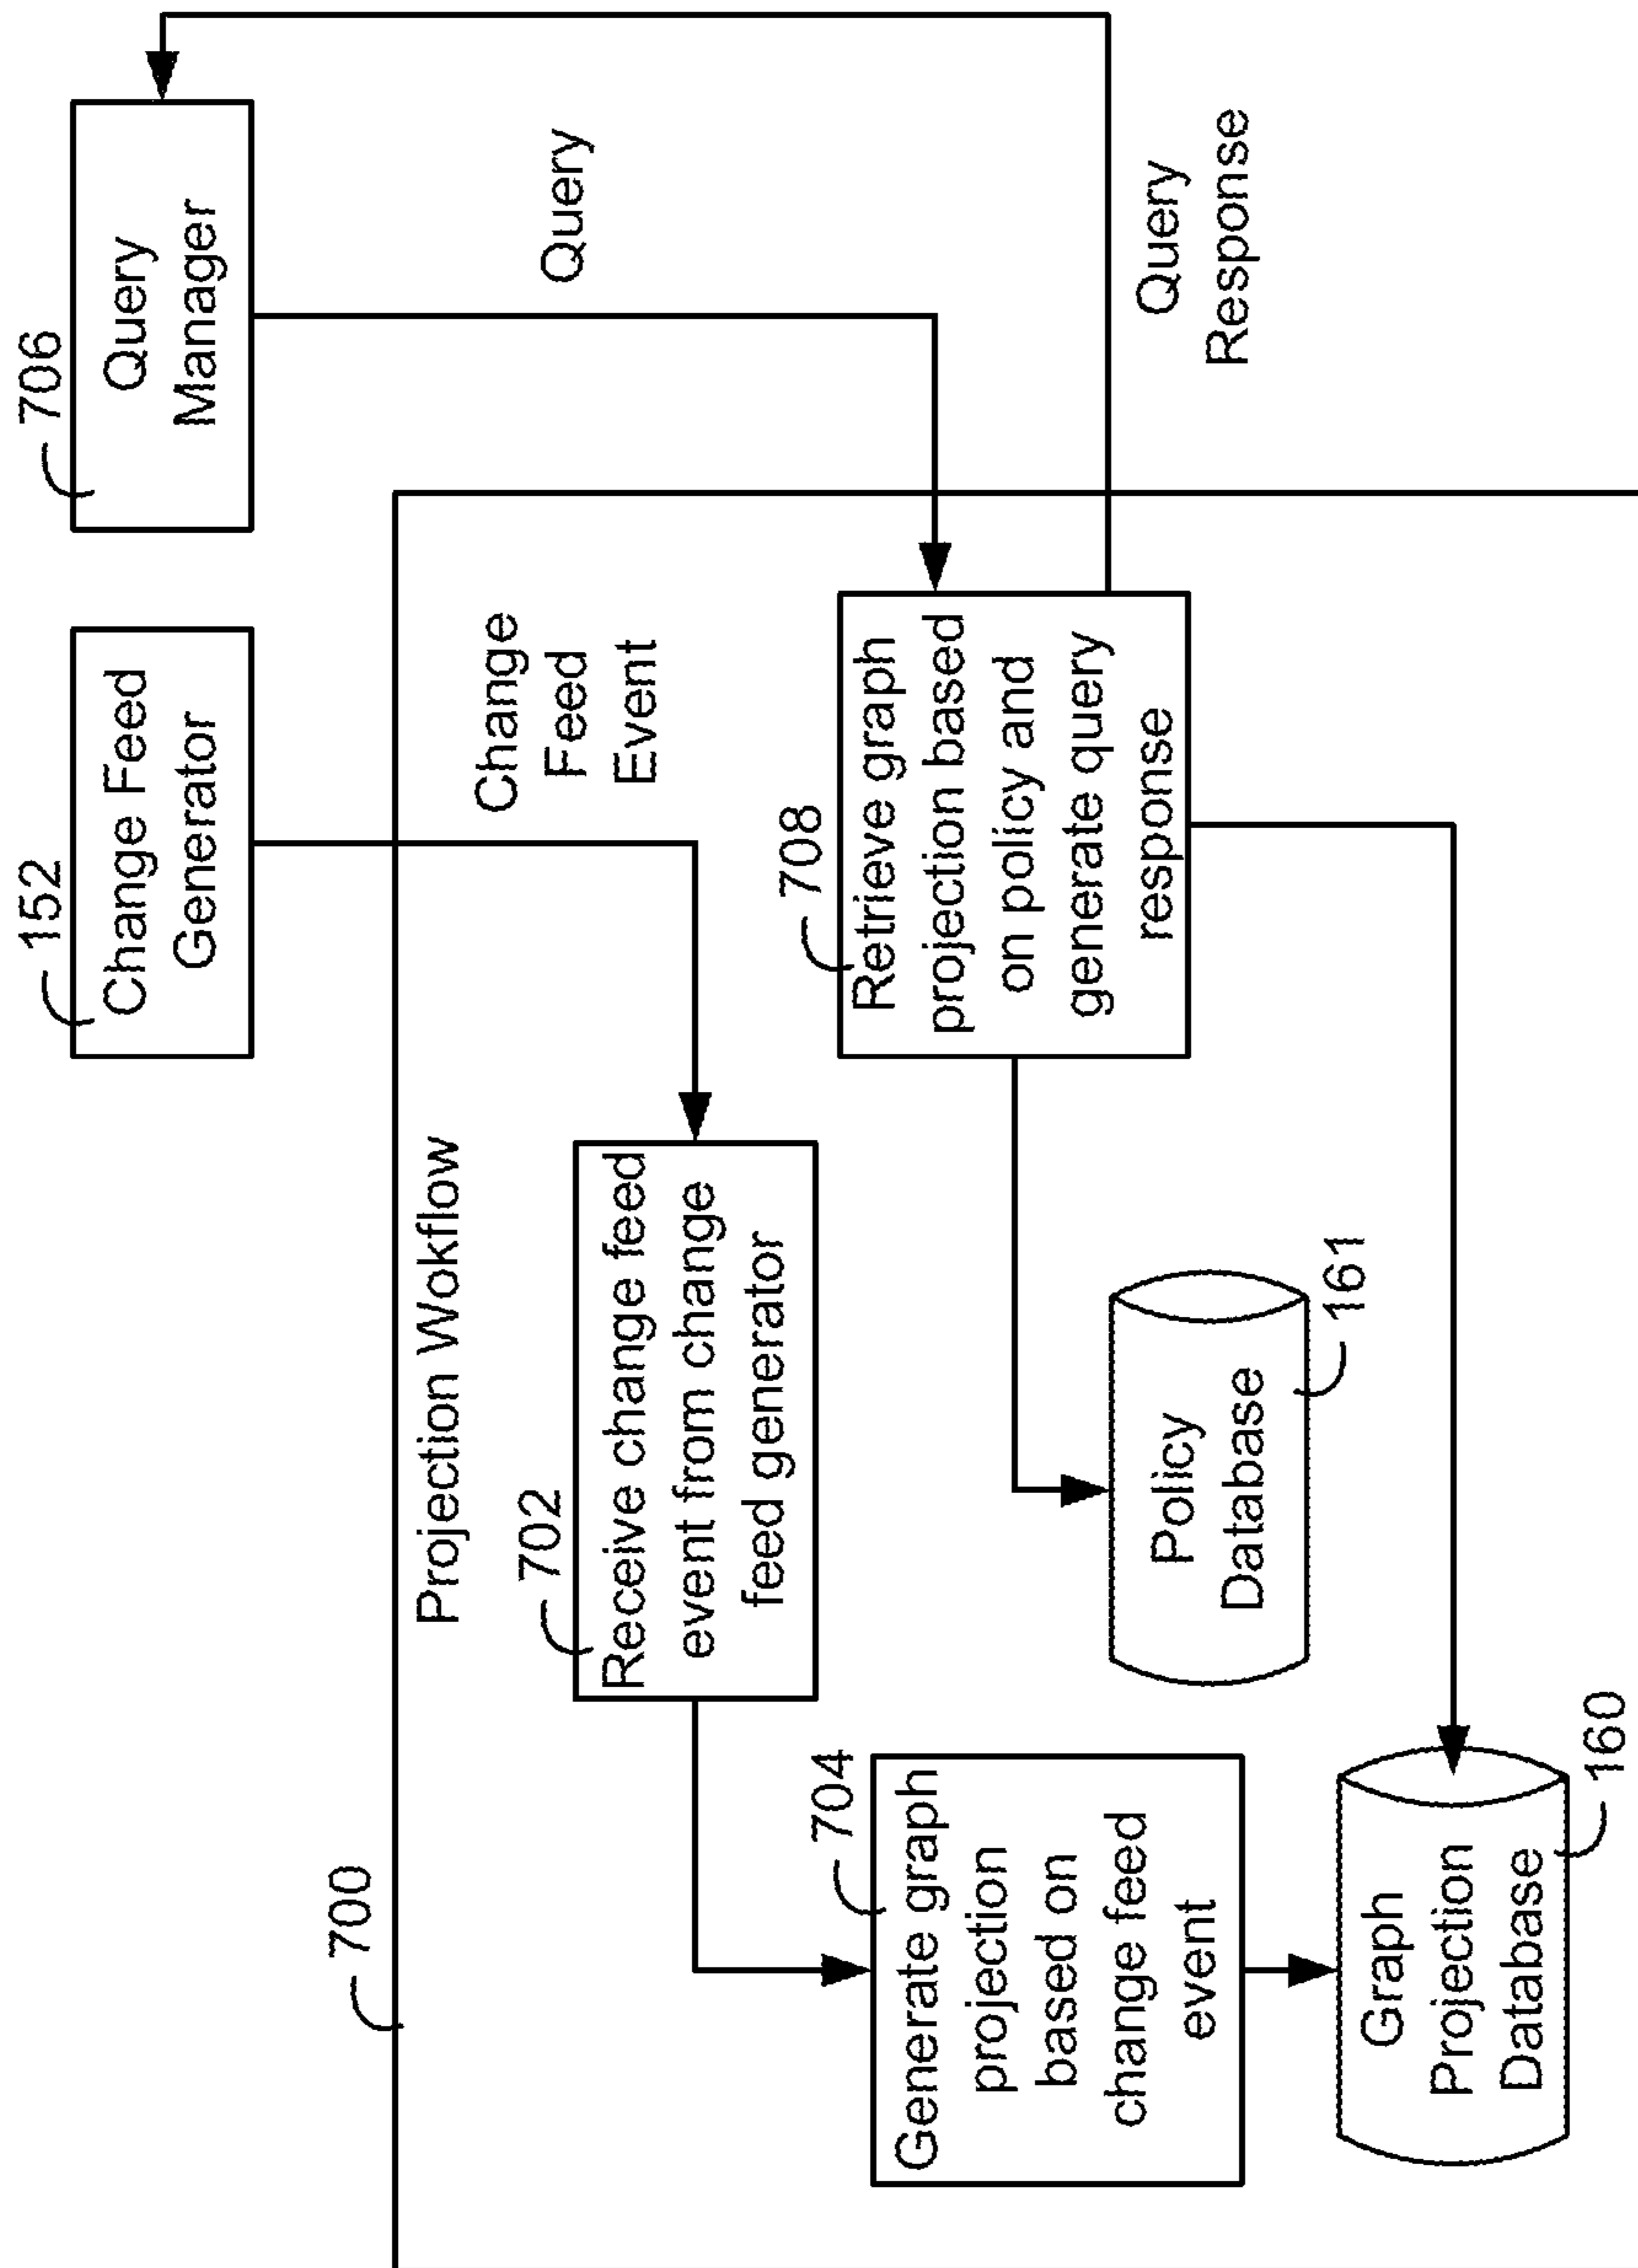 152
Change Feed
Generator
706
Query
Manager
700
Projection Wokflow
Change
Feed
Event
Query
702
Receive change feed
event from change
feed generator
704
Generate graph
projection
based on
change feed
event
708
Retrieve graph
projection based
on policy and
generate query
response
Query
Response
Policy
Database
161
Graph
Projection
Database
160